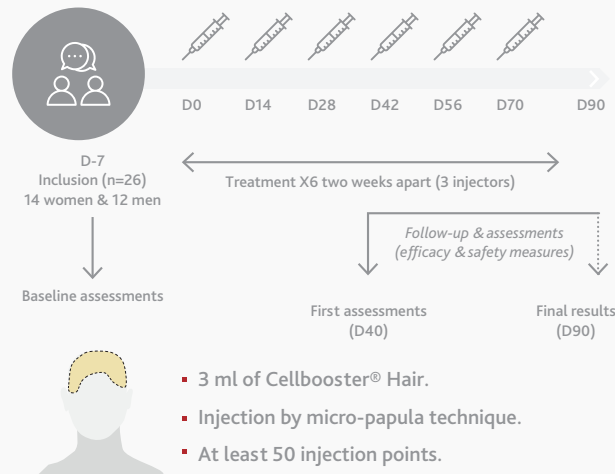 D0 D14 D28 D42 D56 D70 D90
D-7
Inclusion (n=26)
14 women & 12 men
Treatment X6 two weeks apart (3 injectors)
Follow-up & assessments
(efficacy & safety measures)
Baseline assessments
First assessments
(D40)
Final results
(D90)
3 ml of Cellbooster® Hair.
Injection by micro-papula technique.
At least 50 injection points.